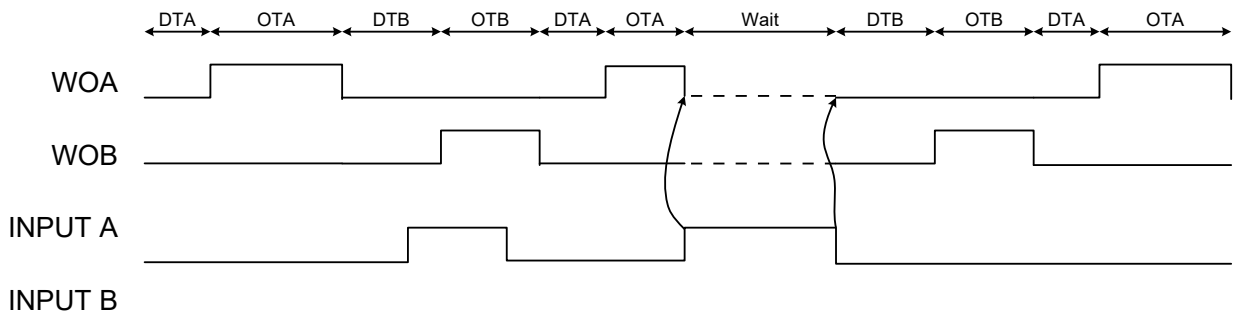 DTA OTA DTB OTB DTA OTA Wait DTB OTB DTA OTA
WOA
WOB
INPUT A
INPUT B